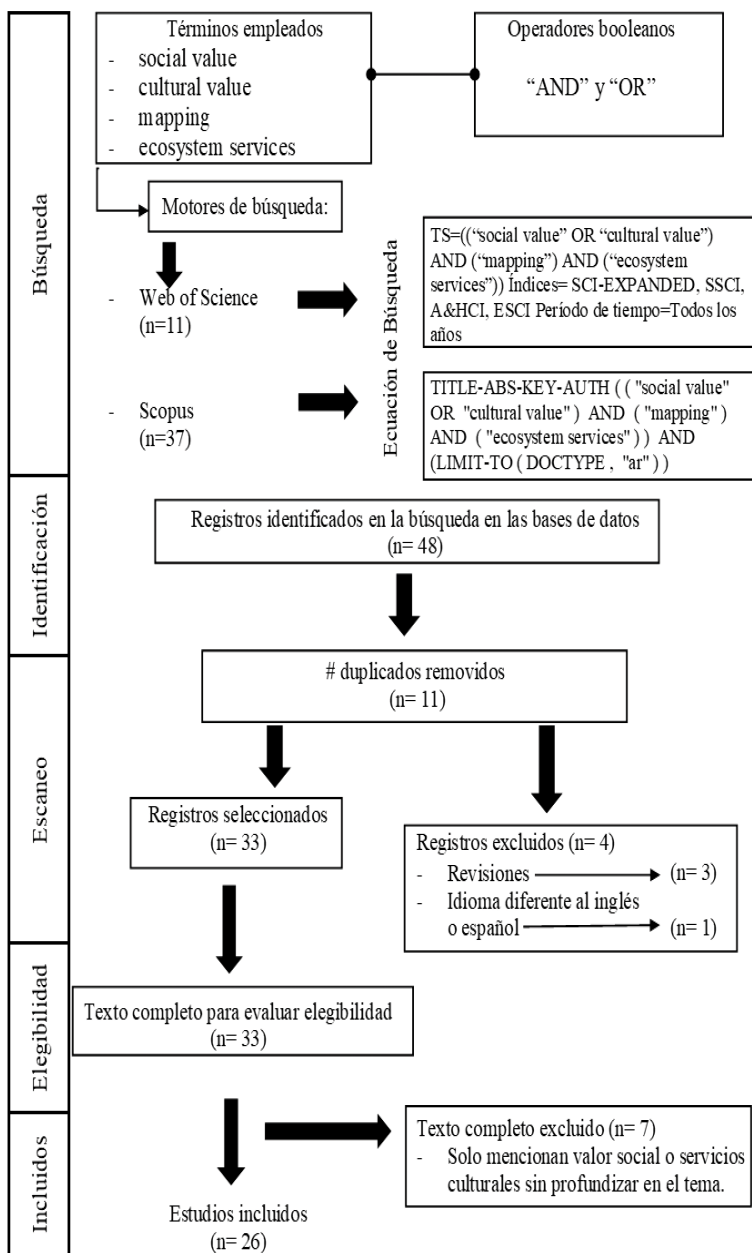 Búsqueda
Términos empleados
- social value
- cultural value
- mapping
- ecosystem services
Operadores booleanos
“AND” y “OR”
Motores de búsqueda:
- Web of Science
(n=11)
- Scopus
(n=37)
Ecuación de Búsqueda
TS=((“social value” OR “cultural value”)
AND (“mapping”) AND (“ecosystem
services”)) Índices= SCI-EXPANDED, SSCI,
A&HCI, ESCI Período de tiempo=Todos los
años
TITLE-ABS-KEY-AUTH ( ( "social value"
OR "cultural value" ) AND ( "mapping" )
AND ( "ecosystem services" ) ) AND
(LIMIT-TO ( DOCTYPE , "ar" ) )
Identificación
Registros identificados en la búsqueda en las bases de datos
(n= 48)
Escaneo
# duplicados removidos
(n= 11)
Registros seleccionados
(n= 33)
Registros excluidos (n= 4)
- Revisiones (n= 3)
- Idioma diferente al inglés
o español (n= 1)
Elegibilidad
Texto completo para evaluar elegibilidad
(n= 33)
Incluidos
Texto completo excluido (n= 7)
- Solo mencionan valor social o servicios
culturales sin profundizar en el tema.
Estudios incluidos
(n= 26)